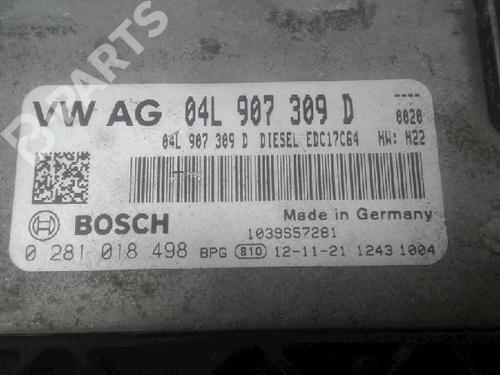 B-PARTS
VW AG 04L 907 309 D ----
0020
04L 907 309 D DIESEL EDC17C64 HW: H22
BOSCH Made in Germany
1039S57281
0 281 018 498 BPG 810 12-11-21 1243 1004